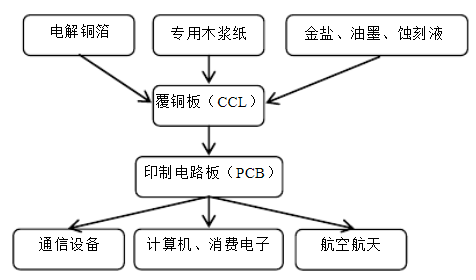 电解铜箔
专用木浆纸
金盐、油墨、蚀刻液
覆铜板（CCL）
印制电路板（PCB）
通信设备
计算机、消费电子
航空航天